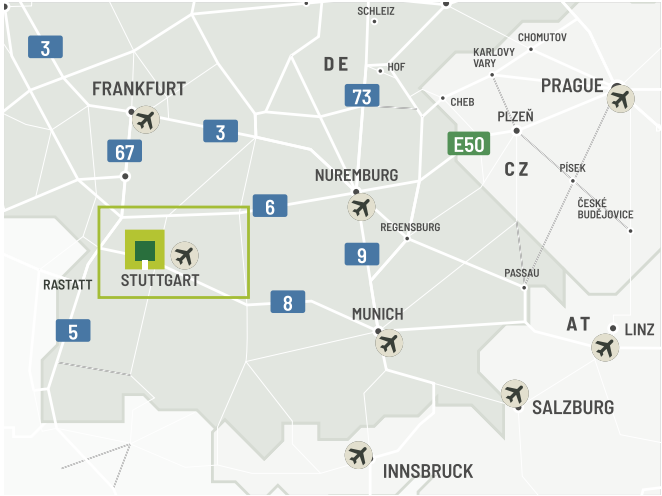 SCHLEIZ
CHOMUTOV
3
KARLOVY
VARY
DE
HOF
FRANKFURT
PRAGUE
73
CHEB
PLZEŇ
3
E50
67
CZ
PÍSEK
NUREMBURG
6
ČESKÉ
BUDĚJOVICE
REGENSBURG
9
PASSAU
STUTTGART
RASTATT
8
MUNICH
5
AT
LINZ
SALZBURG
INNSBRUCK